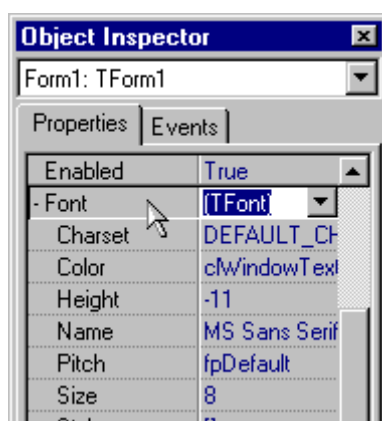 Object Inspector
Form1: TForm1
Properties Events
Enabled True
- Font (TFont)
Charset DEFAULT_CH
Color clWindowText
Height -11
Name MS Sans Serif
Pitch fpDefault
Size 8